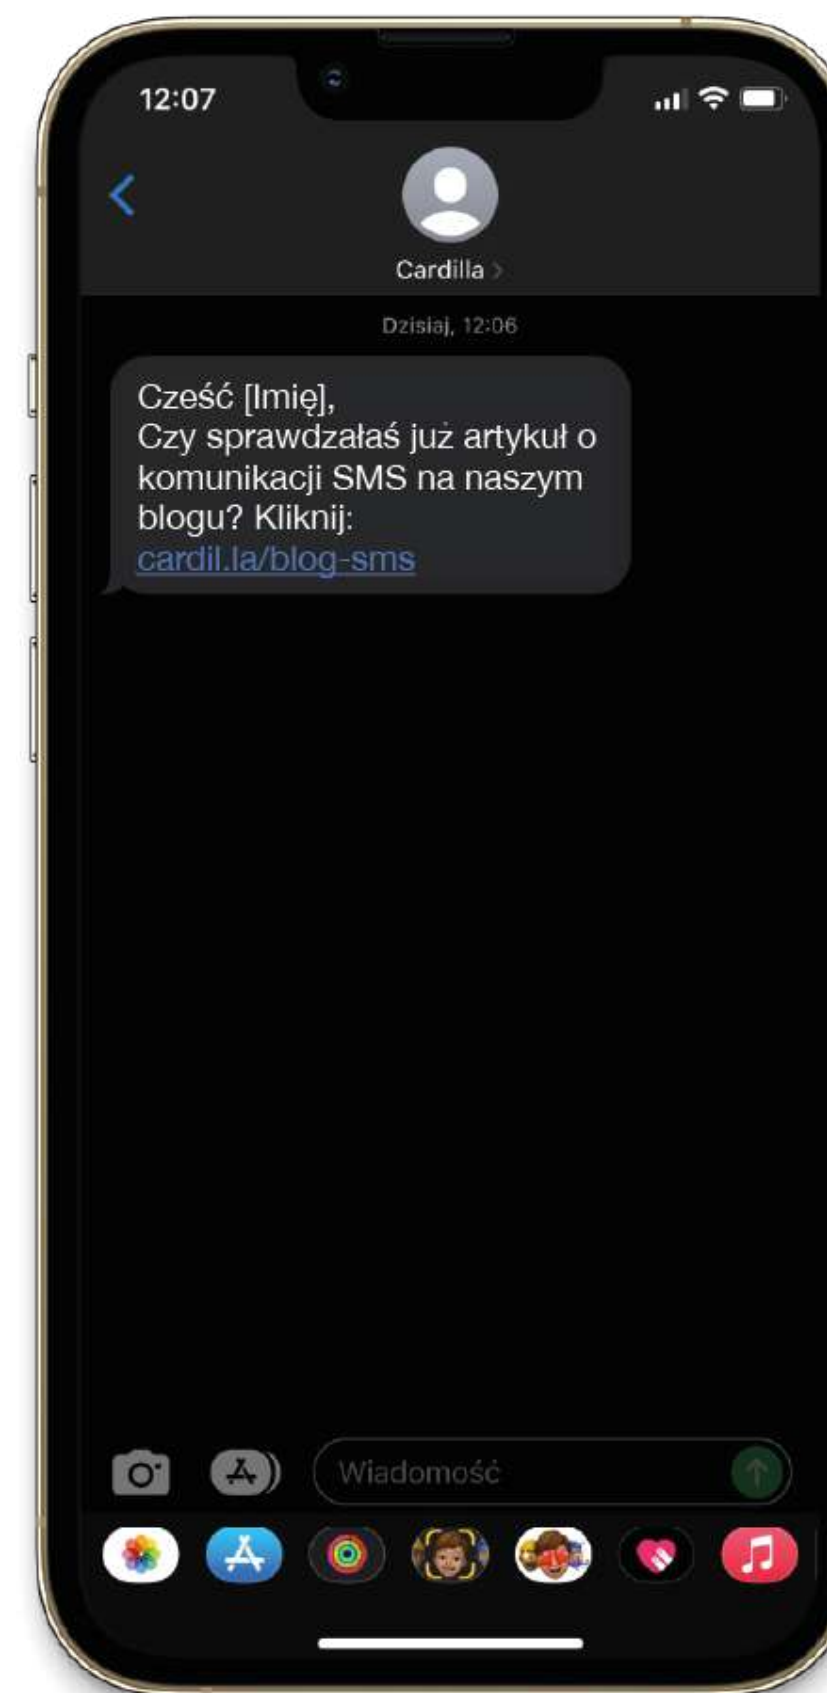 12:07
Cardilla
Dzisiaj, 12:06
Cześć [Imię],
Czy sprawdzałaś już artykuł o
komunikacji SMS na naszym
blogu? Kliknij:
cardil.la/blog-sms
Wiadomość